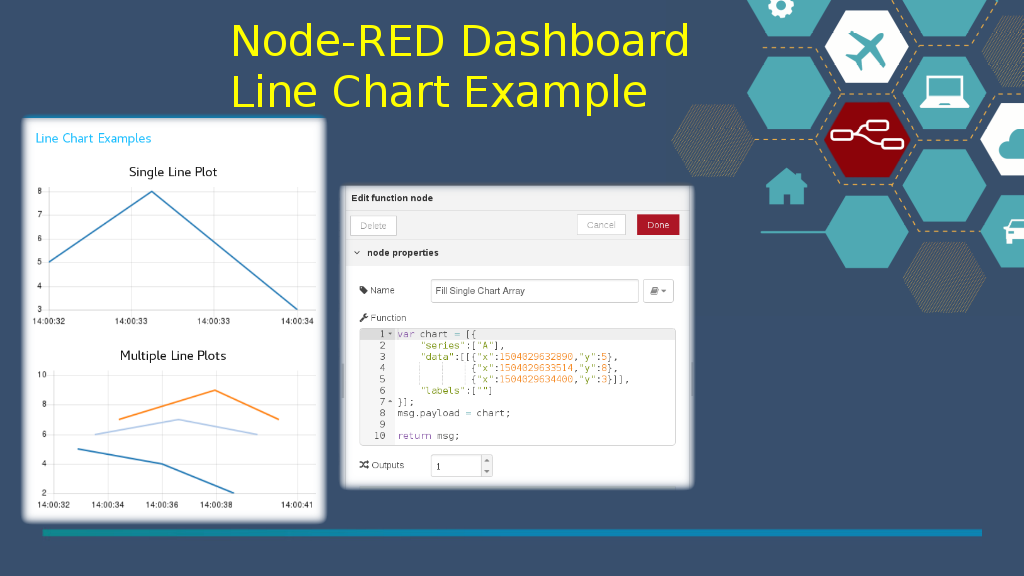 Node-RED Dashboard
Line Chart Example
Line Chart Examples
Single Line Plot
8
7
6
5
4
3
14:00:32 14:00:33 14:00:33 14:00:34
Multiple Line Plots
10
8
6
4
2
14:00:32 14:00:34 14:00:36 14:00:38 14:00:41
Edit function node
Delete Cancel Done
node properties
Name Fill Single Chart Array
Function
1 var chart = [{
2 "series":["A"],
3 "data":[[{"x":1504029632890,"y":5},
4 {"x":1504029633514,"y":8},
5 {"x":1504029634400,"y":3}]],
6 "labels":[""]
7 }];
8 msg.payload = chart;
9
10 return msg;
Outputs 1